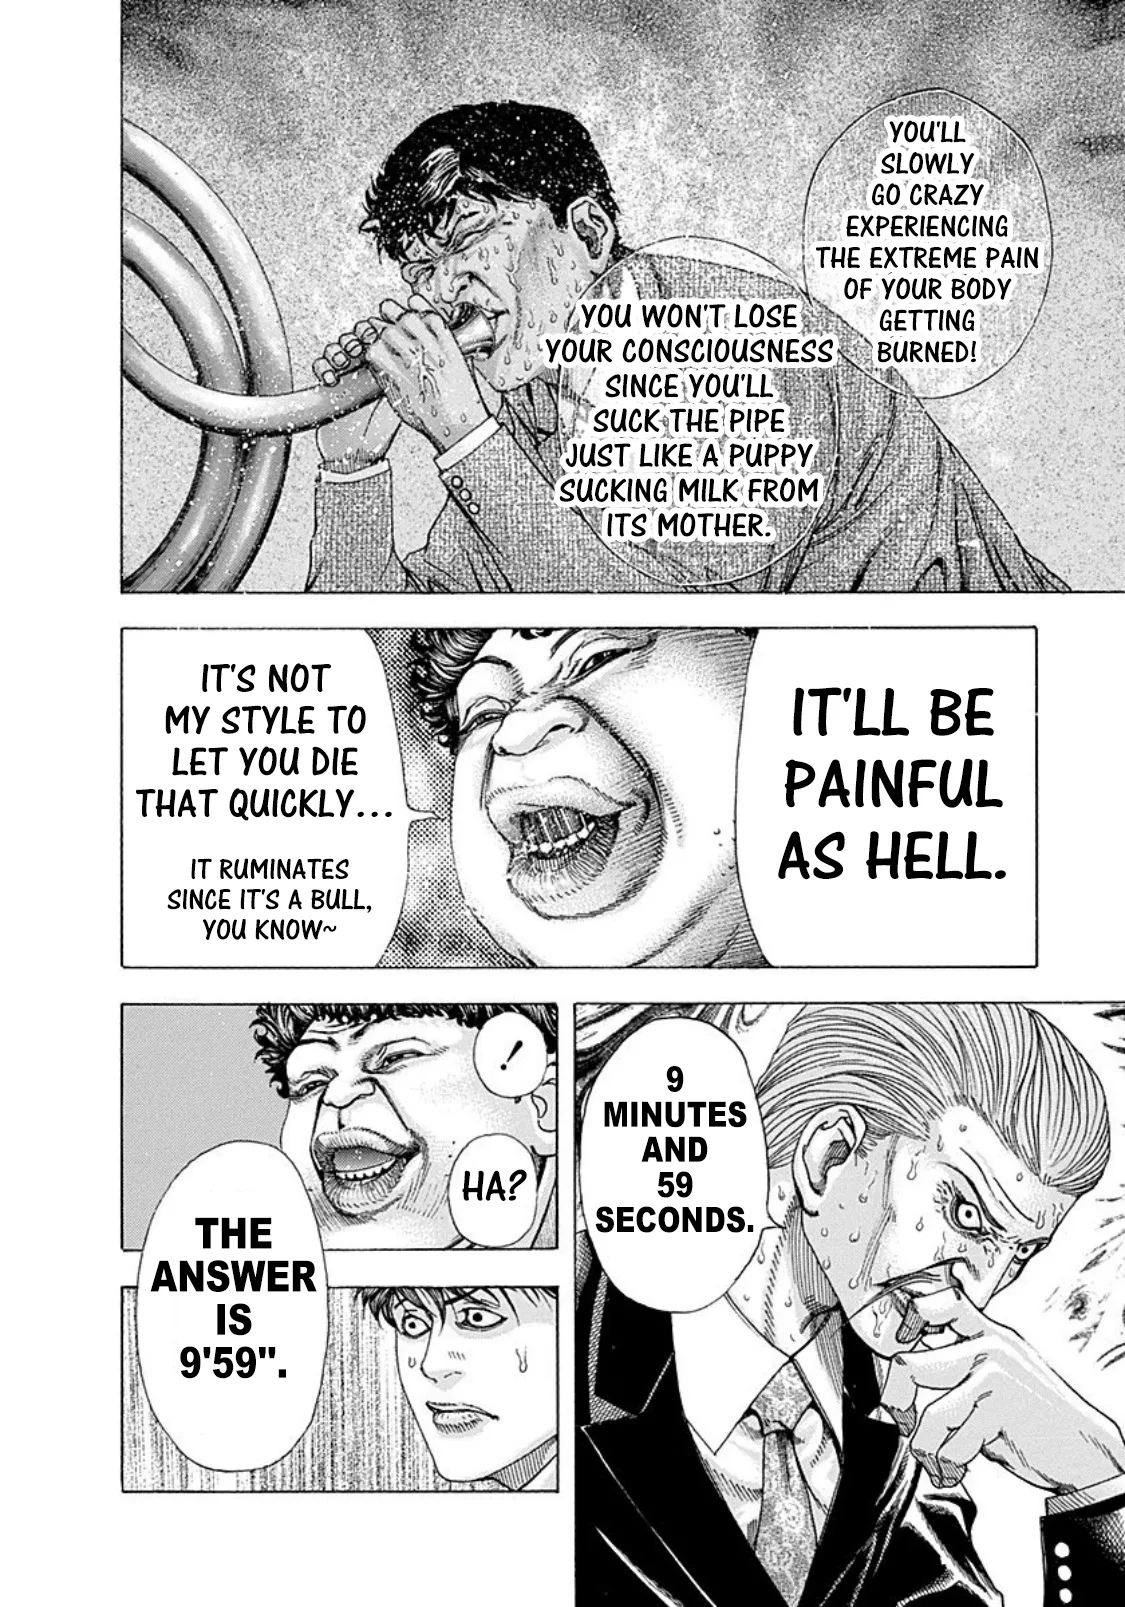 YOU'LL
SLOWLY
GO CRAZY
EXPERIENCING
THE EXTREME PAIN
OF YOUR BODY
GETTING
BURNED!
YOU WON'T LOSE
YOUR CONSCIOUSNESS
SINCE YOU'LL
SUCK THE PIPE
JUST LIKE A PUPPY
SUCKING MILK FROM
ITS MOTHER.
IT'LL BE
PAINFUL
AS HELL.
IT'S NOT
MY STYLE TO
LET YOU DIE
THAT QUICKLY...
IT RUMINATES
SINCE IT'S A BULL,
YOU KNOW~
9
MINUTES
AND
59
SECONDS.
!
HA?
THE
ANSWER
IS
9'59".